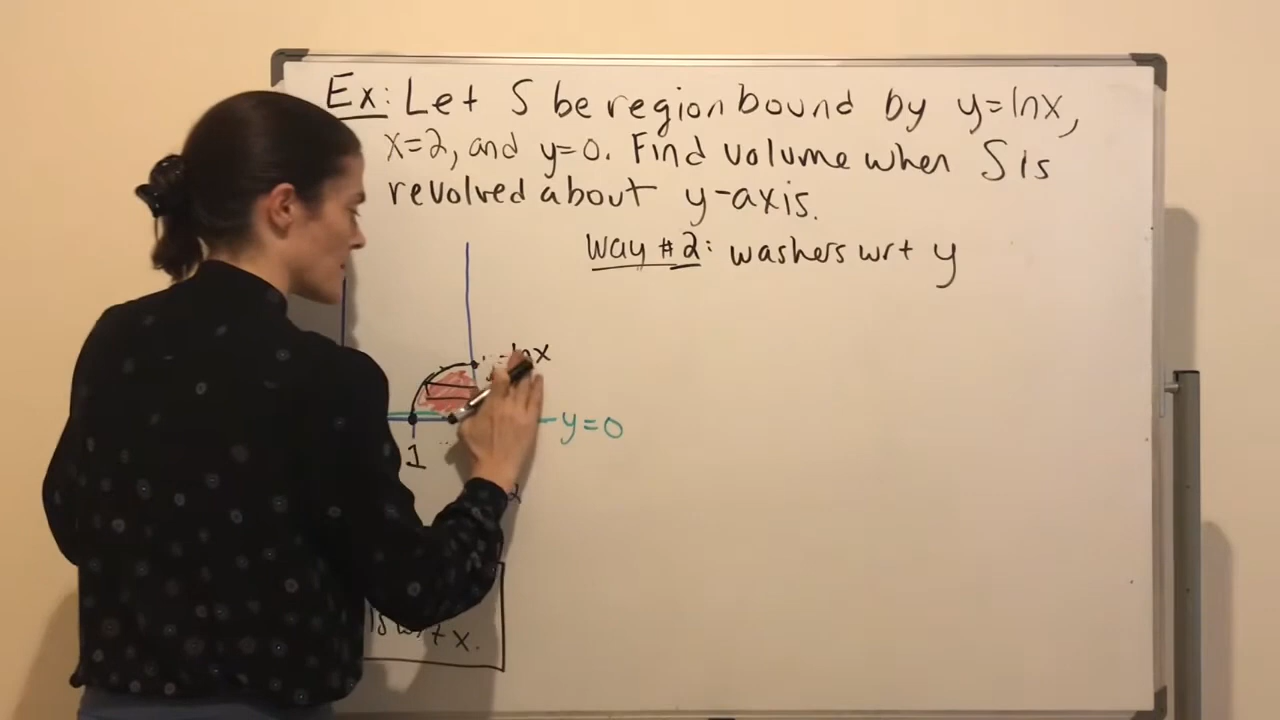 Ex: Let S be region bound by y=lnx,
x=2, and y=0. Find volume when S is
revolved about y-axis.
Way #2: washers wrt y
lnx
y=0
1
x.